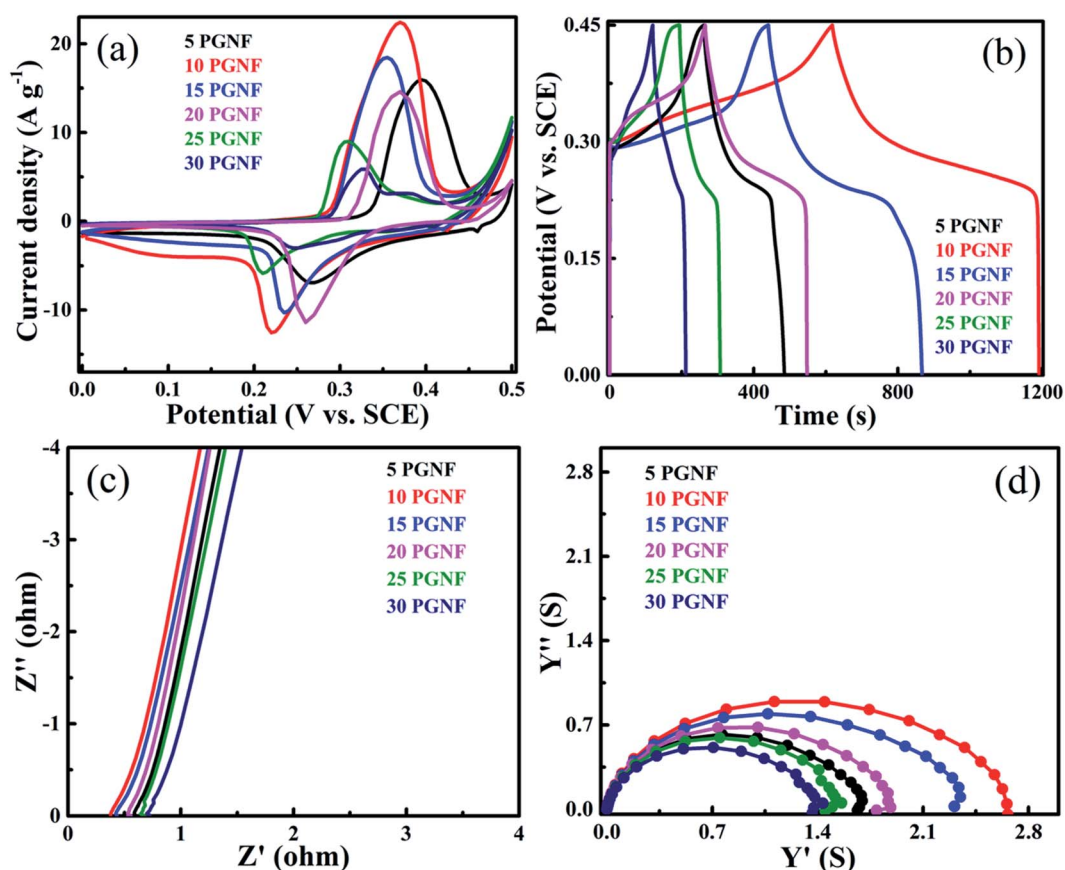 (a)
5 PGNF
10 PGNF
15 PGNF
20 PGNF
25 PGNF
30 PGNF
Current density (A g⁻¹)
20
10
0
-10
0.0 0.1 0.2 0.3 0.4 0.5
Potential (V vs. SCE)
(b)
Potential (V vs. SCE)
0.45
0.30
0.15
0.00
5 PGNF
10 PGNF
15 PGNF
20 PGNF
25 PGNF
30 PGNF
0 400 800 1200
Time (s)
(c)
5 PGNF
10 PGNF
15 PGNF
20 PGNF
25 PGNF
30 PGNF
Z'' (ohm)
-4
-3
-2
-1
0
0 1 2 3 4
Z' (ohm)
(d)
5 PGNF
10 PGNF
15 PGNF
20 PGNF
25 PGNF
30 PGNF
Y'' (S)
2.8
2.1
1.4
0.7
0.0
0.0 0.7 1.4 2.1 2.8
Y' (S)